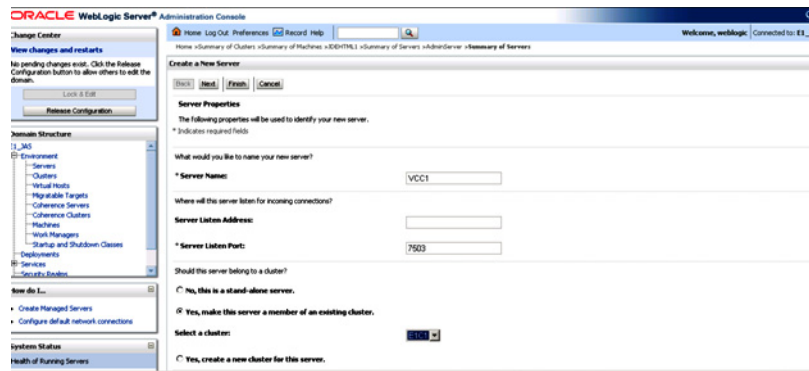 ORACLE WebLogic Server® Administration Console
Change Center
View changes and restarts
No pending changes exist. Click the Release
Configuration button to allow others to edit the
domain.
Lock & Edit
Release Configuration
Domain Structure
E1_JAS
Environment
Servers
Clusters
Virtual Hosts
Migratable Targets
Coherence Servers
Coherence Clusters
Machines
Work Managers
Startup and Shutdown Classes
Deployments
Services
Security Realms
How do I...
Create Managed Servers
Configure default network connections
System Status
Health of Running Servers
Home Log Out Preferences Record Help
Welcome, weblogic Connected to: E1_
Home >Summary of Clusters >Summary of Machines >Summary of Servers >AdminServer >Summary of Servers
Create a New Server
Back Next Finish Cancel
Server Properties
The following properties will be used to identify your new server.
* Indicates required fields
What would you like to name your new server?
* Server Name: VCC1
Where will this server listen for incoming connections?
Server Listen Address:
* Server Listen Port: 7503
Should this server belong to a cluster?
No, this is a stand-alone server.
Yes, make this server a member of an existing cluster.
Select a cluster:
Yes, create a new cluster for this server.